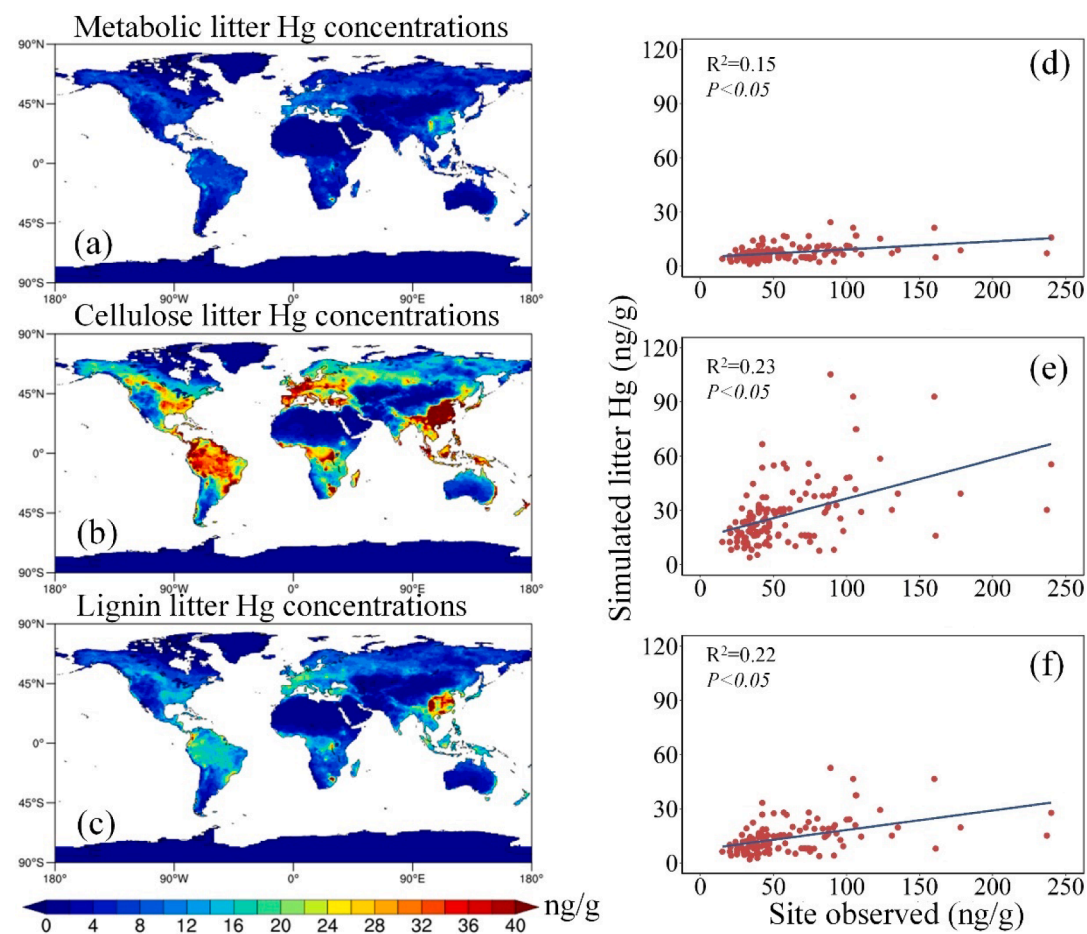 Metabolic litter Hg concentrations
90°N
45°N
0°
45°S
90°S
180° 90°W 0° 90°E 180°
(a)
Cellulose litter Hg concentrations
90°N
45°N
0°
45°S
90°S
180° 90°W 0° 90°E 180°
(b)
Lignin litter Hg concentrations
90°N
45°N
0°
45°S
90°S
180° 90°W 0° 90°E 180°
(c)
0 4 8 12 16 20 24 28 32 36 40
ng/g
Simulated litter Hg (ng/g)
120
90
60
30
0
R²=0.15
P<0.05
(d)
0 50 100 150 200 250
120
90
60
30
0
R²=0.23
P<0.05
(e)
0 50 100 150 200 250
120
90
60
30
0
R²=0.22
P<0.05
(f)
0 50 100 150 200 250
Site observed (ng/g)